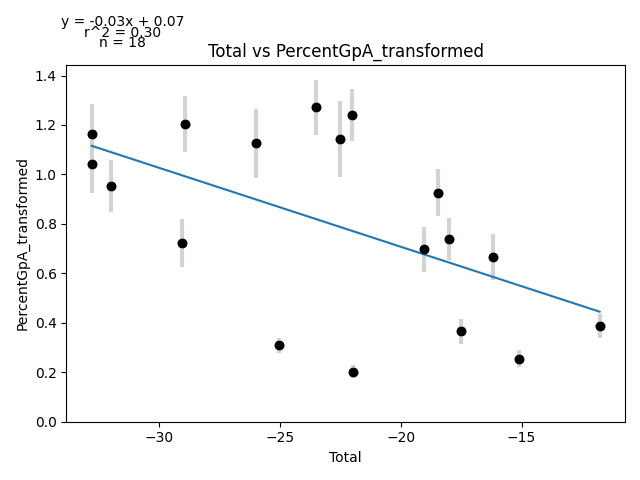 y = -0.03x + 0.07
r^2 = 0.30
n = 18
Total vs PercentGpA_transformed
1.4
1.2
1.0
0.8
0.6
0.4
0.2
0.0
PercentGpA_transformed
−30
−25
−20
−15
Total